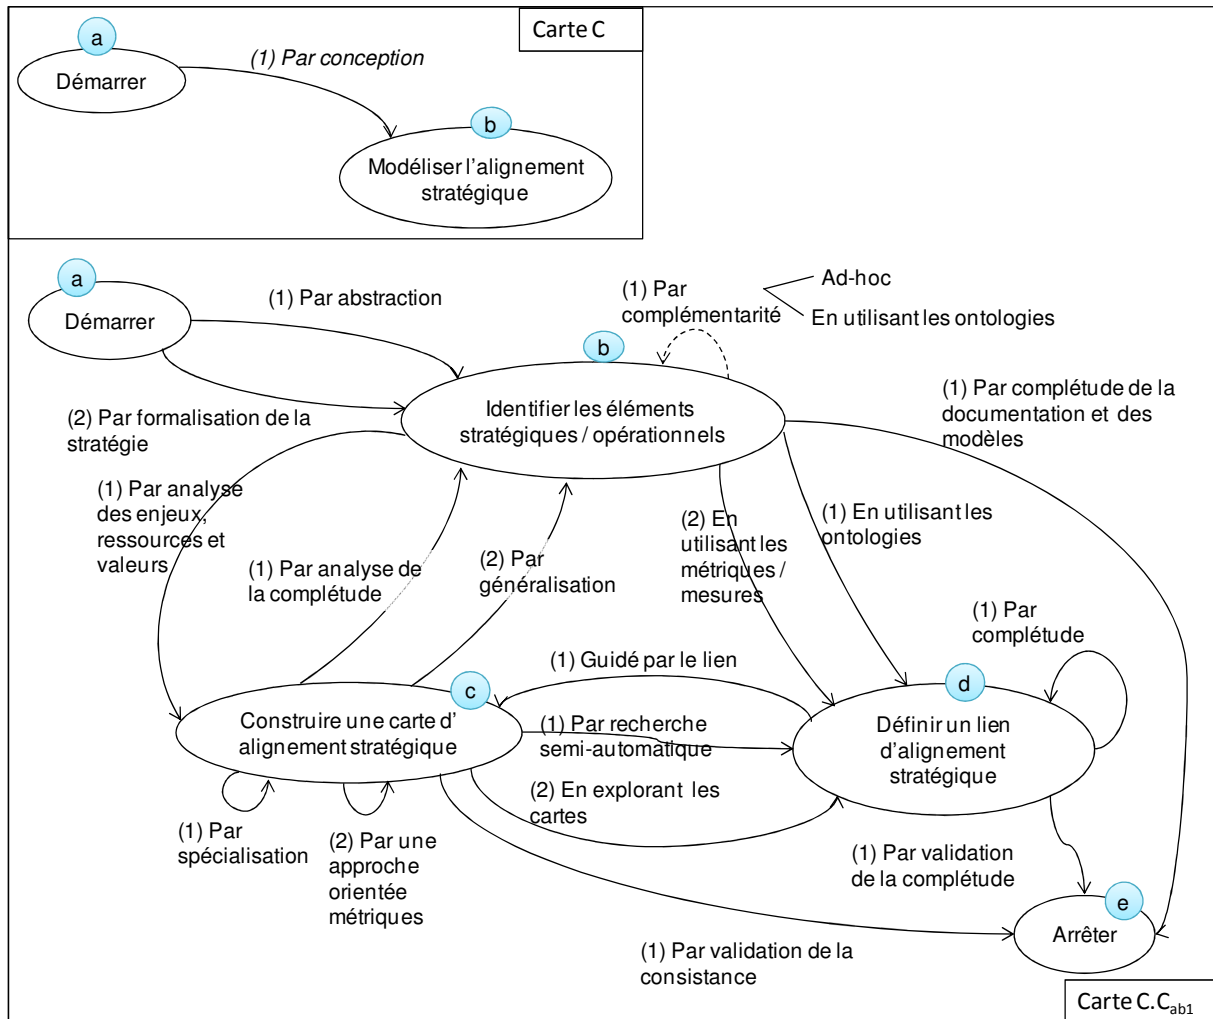 Carte C
a
Démarrer
(1) Par conception
b
Modéliser l'alignement
stratégique
a
Démarrer
(1) Par abstraction
(2) Par formalisation de la
stratégie
(1) Par
complémentarité
Ad-hoc
En utilisant les ontologies
b
Identifier les éléments
stratégiques / opérationnels
(1) Par complétude de la
documentation et des
modèles
(1) Par analyse
des enjeux,
ressources et
valeurs
(1) Par analyse de
la complétude
(2) Par
généralisation
(2) En
utilisant les
métriques /
mesures
(1) En utilisant les
ontologies
(1) Par
complétude
c
Construire une carte d'
alignement stratégique
(1) Guidé par le lien
(1) Par recherche
semi-automatique
(2) En explorant les
cartes
d
Définir un lien
d'alignement
stratégique
(1) Par
spécialisation
(2) Par une
approche
orientée
métriques
(1) Par validation
de la complétude
(1) Par validation de la
consistance
e
Arrêter
Carte C.Cab1